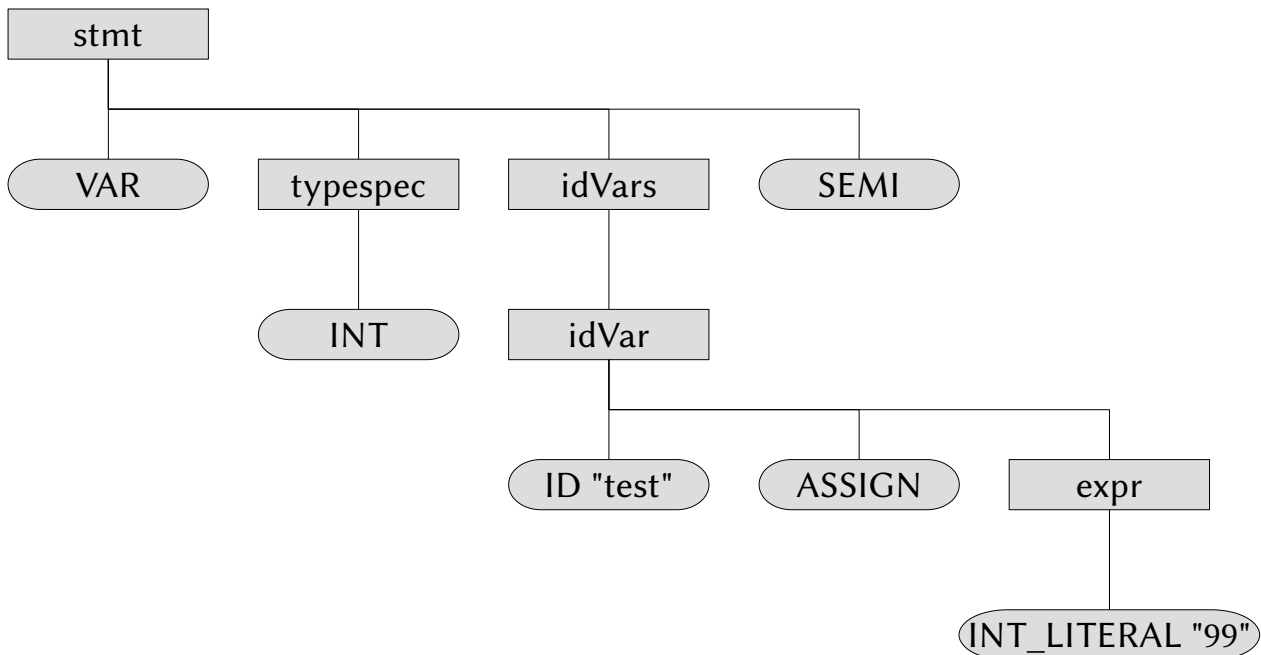 stmt
VAR
typespec
idVars
SEMI
INT
idVar
ID "test"
ASSIGN
expr
INT_LITERAL "99"